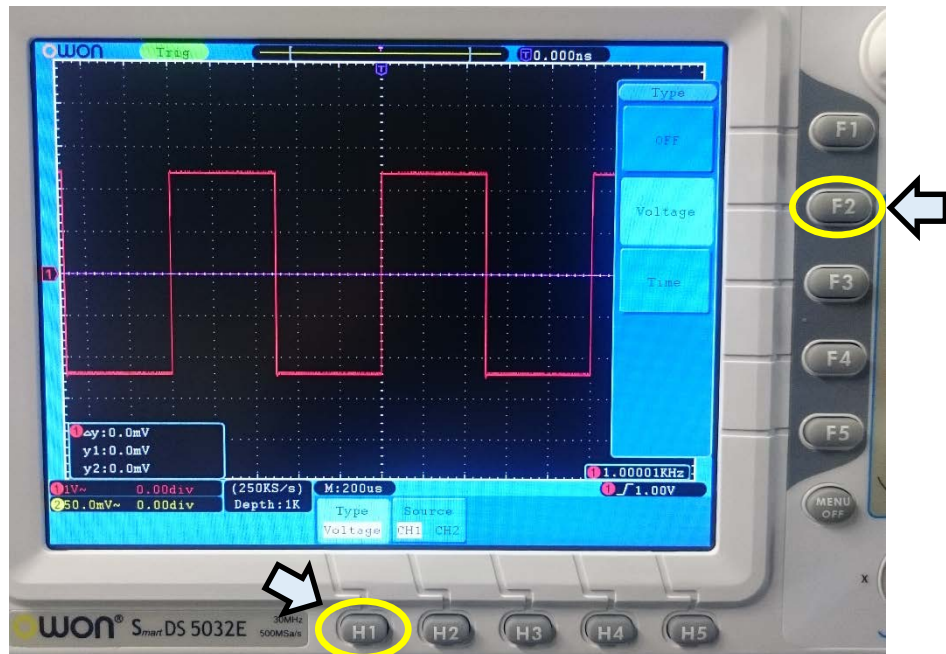 owon Trig T 0.000ns
T
Type
OFF
Voltage
Time
1
1 △y:0.0mV
y1:0.0mV
y2:0.0mV
1 1.00001KHz
1 1V~ 0.00div (250KS/s) M:200us 1 1.00V
2 50.0mV~ 0.00div Depth:1K
Type Source
Voltage CH1 CH2
F1
F2
F3
F4
F5
MENU
OFF
X
owon® Smart DS 5032E 30MHz
500MSa/s
H1 H2 H3 H4 H5